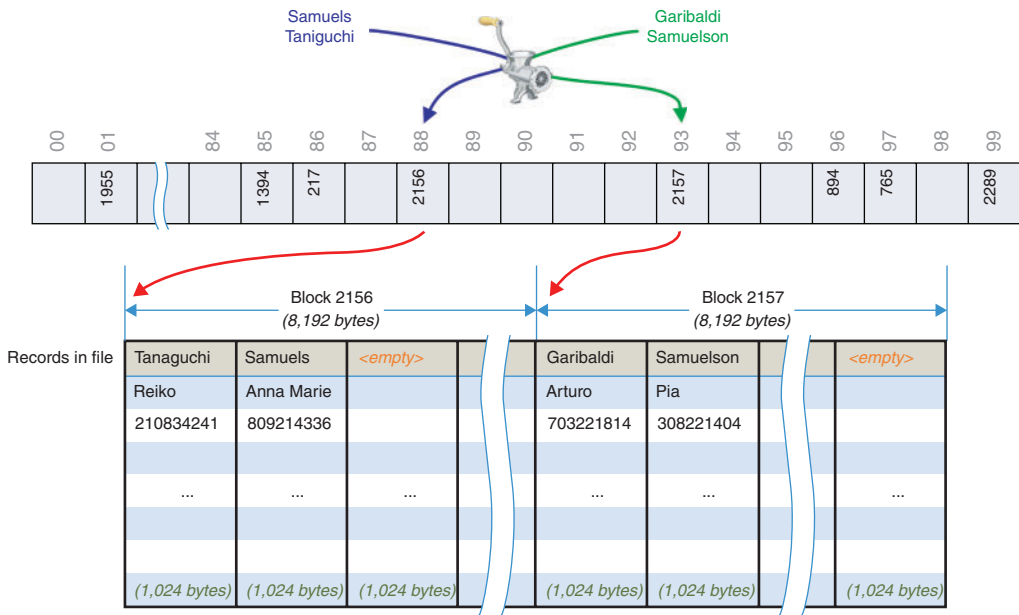 Samuels
Taniguchi
Garibaldi
Samuelson
00 01 84 85 86 87 88 89 90 91 92 93 94 95 96 97 98 99
1955 1394 217 2156 2157 894 765 2289
Block 2156
(8,192 bytes)
Block 2157
(8,192 bytes)
Records in file Tanaguchi Samuels <empty> Garibaldi Samuelson <empty>
Reiko Anna Marie Arturo Pia
210834241 809214336 703221814 308221404
... ... ... ... ... ...
(1,024 bytes) (1,024 bytes) (1,024 bytes) (1,024 bytes) (1,024 bytes) (1,024 bytes)